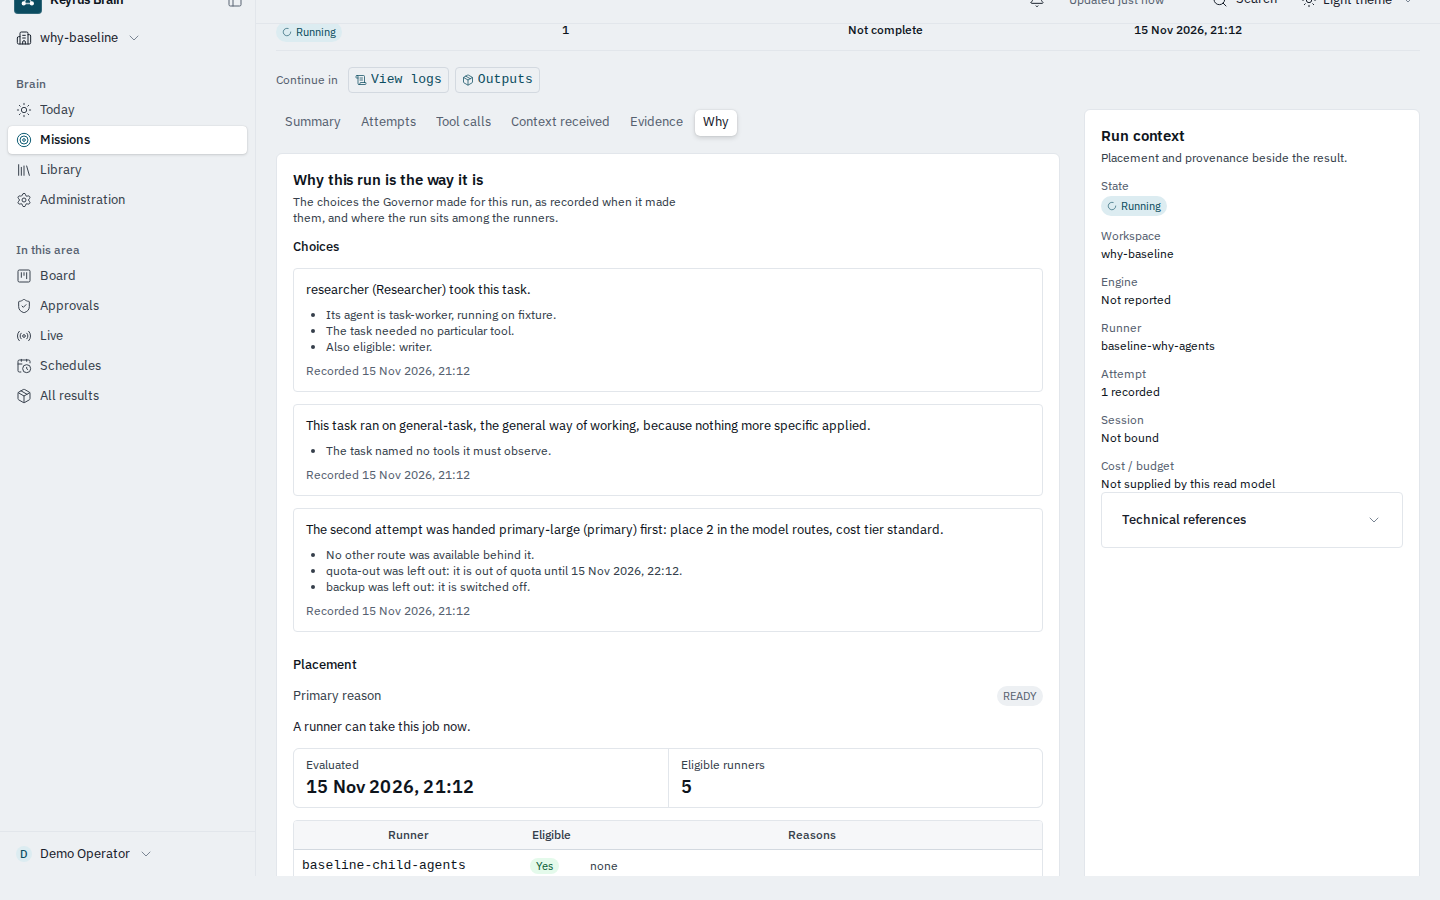 Keyrus Brain
Updated just now
Search
Light theme
why-baseline
Running
1
Not complete
15 Nov 2026, 21:12
Continue in
View logs
Outputs
Brain
Today
Missions
Library
Administration
In this area
Board
Approvals
Live
Schedules
All results
Demo Operator
D
Summary
Attempts
Tool calls
Context received
Evidence
Why
Why this run is the way it is
The choices the Governor made for this run, as recorded when it made
them, and where the run sits among the runners.
Choices
researcher (Researcher) took this task.
Its agent is task-worker, running on fixture.
The task needed no particular tool.
Also eligible: writer.
Recorded 15 Nov 2026, 21:12
This task ran on general-task, the general way of working, because nothing more specific applied.
The task named no tools it must observe.
Recorded 15 Nov 2026, 21:12
The second attempt was handed primary-large (primary) first: place 2 in the model routes, cost tier standard.
No other route was available behind it.
quota-out was left out: it is out of quota until 15 Nov 2026, 22:12.
backup was left out: it is switched off.
Recorded 15 Nov 2026, 21:12
Placement
Primary reason
READY
A runner can take this job now.
Evaluated
15 Nov 2026, 21:12
Eligible runners
5
Runner
Eligible
Reasons
baseline-child-agents
Yes
none
Run context
Placement and provenance beside the result.
State
Running
Workspace
why-baseline
Engine
Not reported
Runner
baseline-why-agents
Attempt
1 recorded
Session
Not bound
Cost / budget
Not supplied by this read model
Technical references